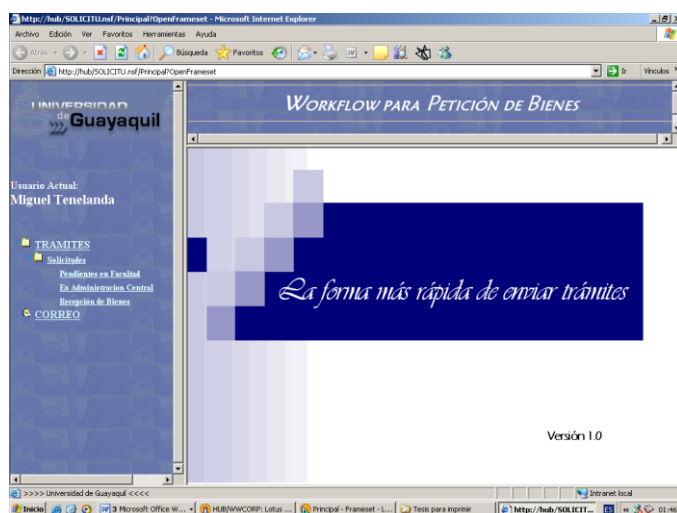 http://hub/SOLICITU.nsf/Principal?OpenFrameset - Microsoft Internet Explorer
Archivo Edición Ver Favoritos Herramientas Ayuda
Atrás Búsqueda Favoritos
Dirección http://hub/SOLICITU.nsf/Principal?OpenFrameset Ir Vínculos
UNIVERSIDAD
de Guayaquil
WORKFLOW PARA PETICIÓN DE BIENES
Usuario Actual:
Miguel Tenelanda
TRAMITES
Solicitudes
Pendientes en Facultad
En Administracion Central
Recepción de Bienes
CORREO
La forma más rápida de enviar trámites
Versión 1.0
>>>> Universidad de Guayaquil <<<< Intranet local
Inicio 3 Microsoft Office W... HUB/WWCORP: Lotus ... Principal - Frameset - L... Tesis para imprimir http://hub/SOLICIT... ES 01:46